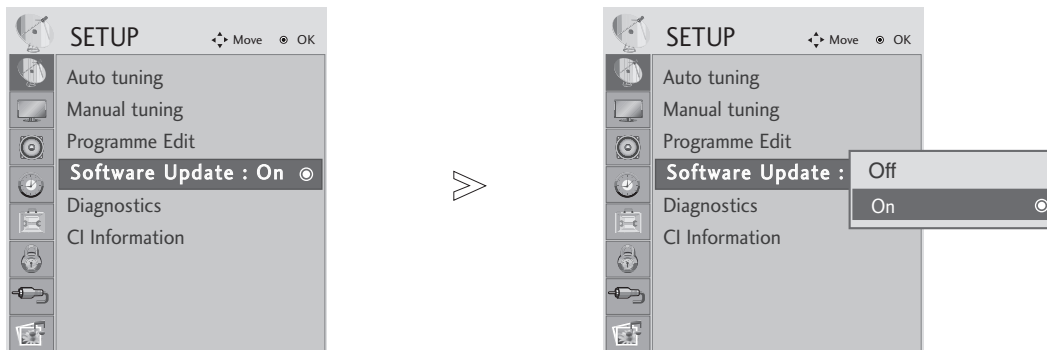 SETUP Move OK
Auto tuning
Manual tuning
Programme Edit
Software Update : On
Diagnostics
CI Information
SETUP Move OK
Auto tuning
Manual tuning
Programme Edit
Software Update :
Diagnostics
CI Information
Off
On